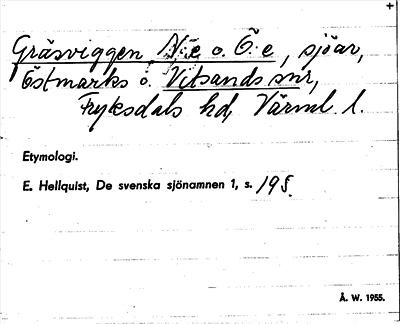 +
Gräsviggen, N:e o. Ö:e, sjöar,
Östmarks o. Vitsands snr,
Fryksdals hd, Värml. l.
Etymologi.
E. Hellquist, De svenska sjönamnen 1, s. 195.
Å. W. 1955.